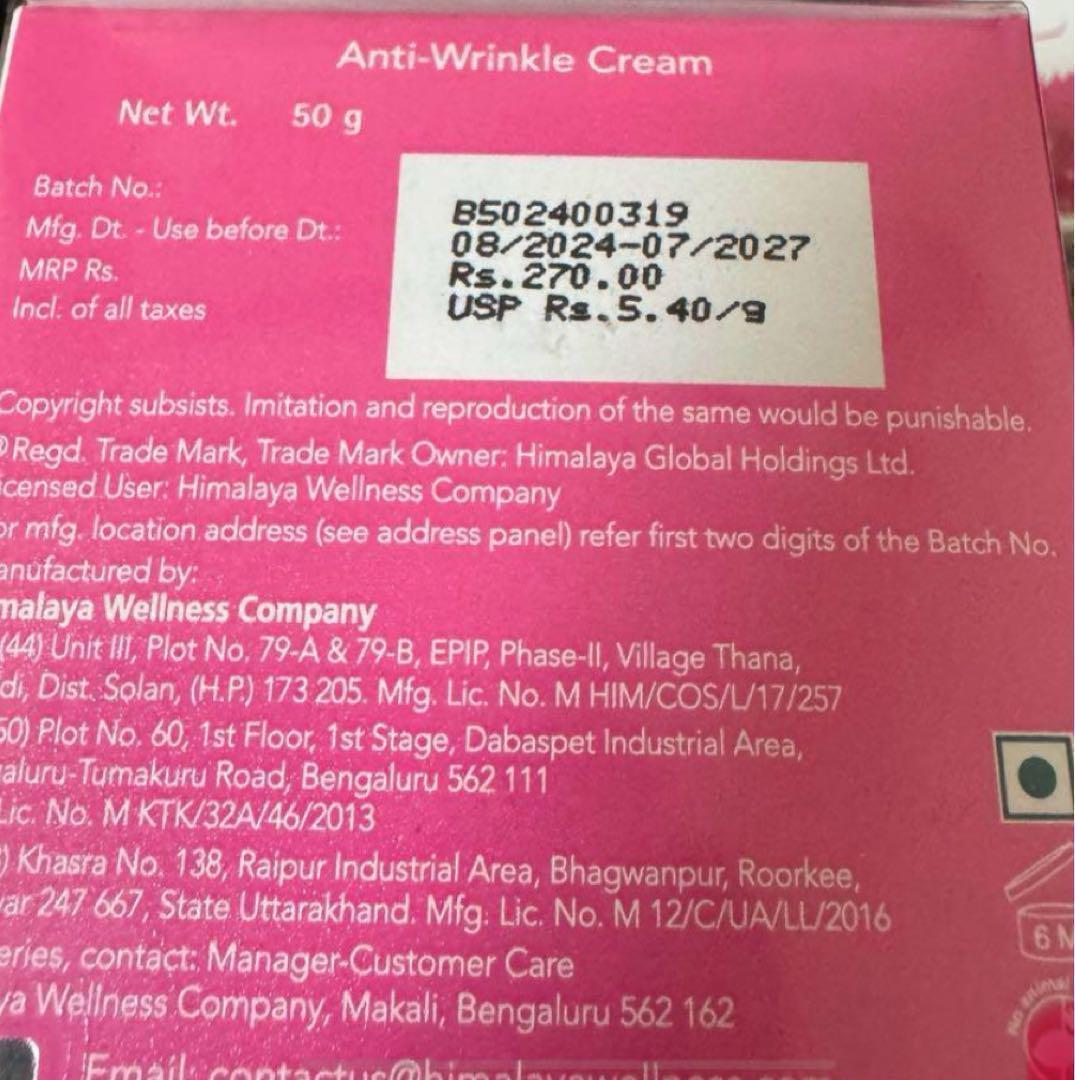 Anti-Wrinkle Cream
Net Wt. 50 g
Batch No.: B502400319
Mfg. Dt. - Use before Dt.: 08/2024-07/2027
MRP Rs. Rs.270.00
Incl. of all taxes USP Rs.5.40/g
Copyright subsists. Imitation and reproduction of the same would be punishable.
® Regd. Trade Mark, Trade Mark Owner: Himalaya Global Holdings Ltd.
icensed User: Himalaya Wellness Company
or mfg. location address (see address panel) refer first two digits of the Batch No.
anufactured by:
malaya Wellness Company
(44) Unit III, Plot No. 79-A & 79-B, EPIP, Phase-II, Village Thana,
di, Dist. Solan, (H.P.) 173 205. Mfg. Lic. No. M HIM/COS/L/17/257
50) Plot No. 60, 1st Floor, 1st Stage, Dabaspet Industrial Area,
aluru-Tumakuru Road, Bengaluru 562 111
Lic. No. M KTK/32A/46/2013
) Khasra No. 138, Raipur Industrial Area, Bhagwanpur, Roorkee,
ar 247 667, State Uttarakhand. Mfg. Lic. No. M 12/C/UA/LL/2016
6 M
eries, contact: Manager-Customer Care
ya Wellness Company, Makali, Bengaluru 562 162
No animal
Email: contactus@himalayawellness.com